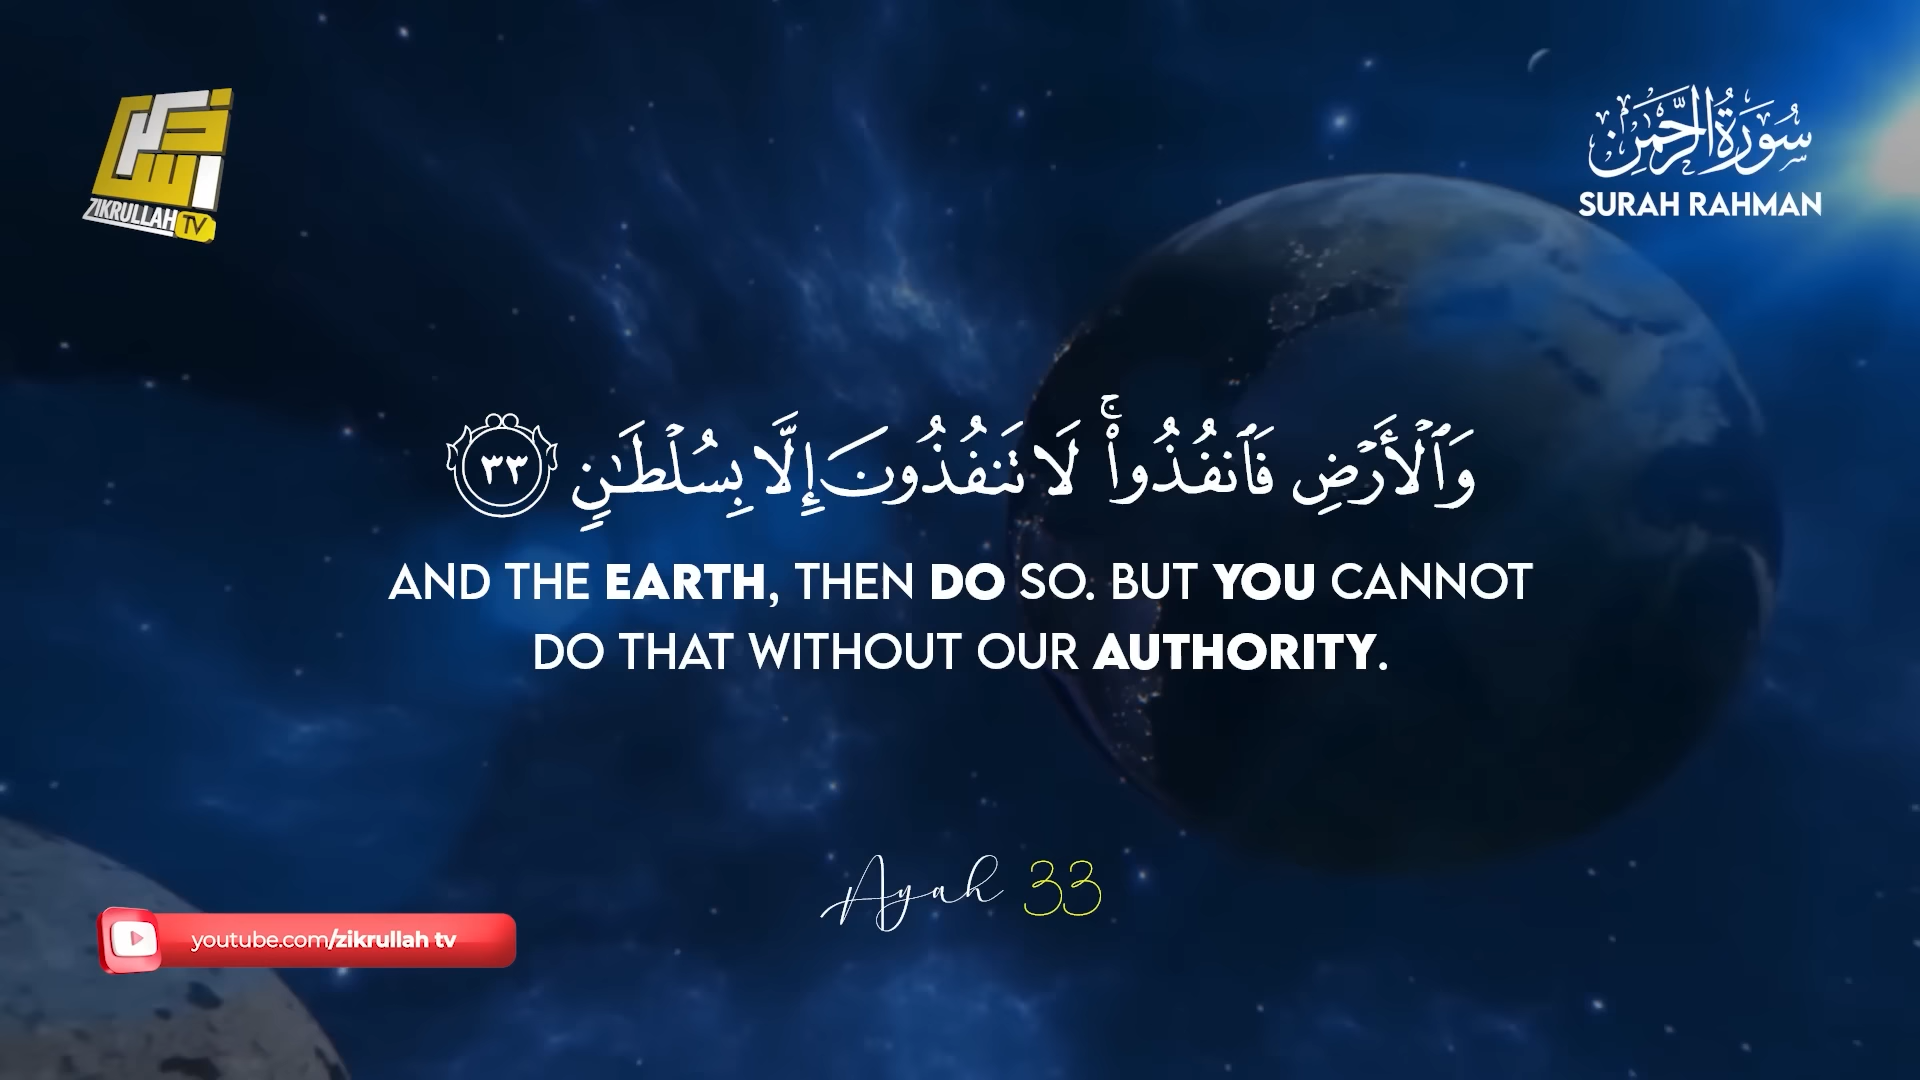 ZIKRULLAH TV
سُورَةُ الرَّحْمٰن
SURAH RAHMAN
وَٱلْأَرْضِ فَٱنفُذُوا۟ ۚ لَا تَنفُذُونَ إِلَّا بِسُلْطَـٰنٍ ٣٣
AND THE EARTH, THEN DO SO. BUT YOU CANNOT
DO THAT WITHOUT OUR AUTHORITY.
Ayah 33
youtube.com/zikrullah tv